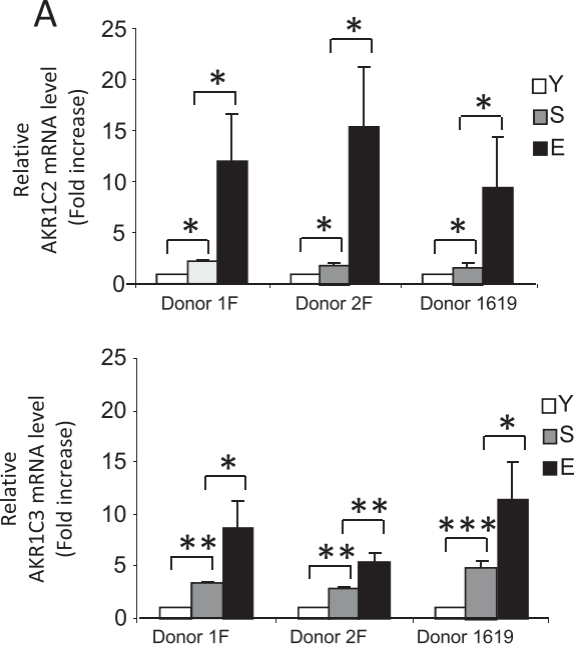 A
Relative
AKR1C2 mRNA level
(Fold increase)
25
20
15
10
5
0
*
*
*
*
*
*
Y
S
E
Donor 1F
Donor 2F
Donor 1619
Relative
AKR1C3 mRNA level
(Fold increase)
25
20
15
10
5
0
**
*
**
**
***
*
Y
S
E
Donor 1F
Donor 2F
Donor 1619